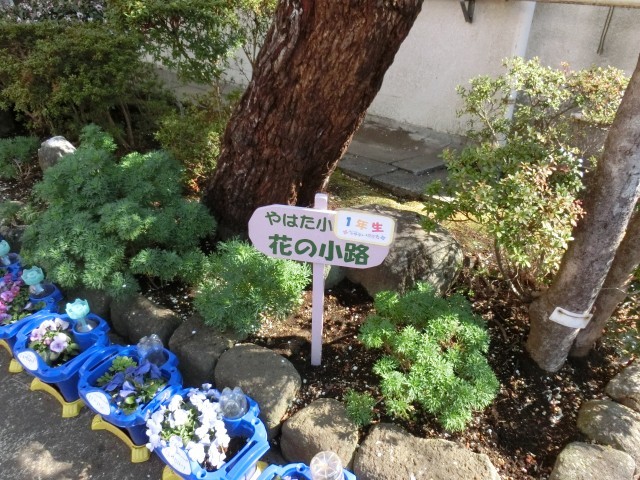 やはた小
1年生
花の小路